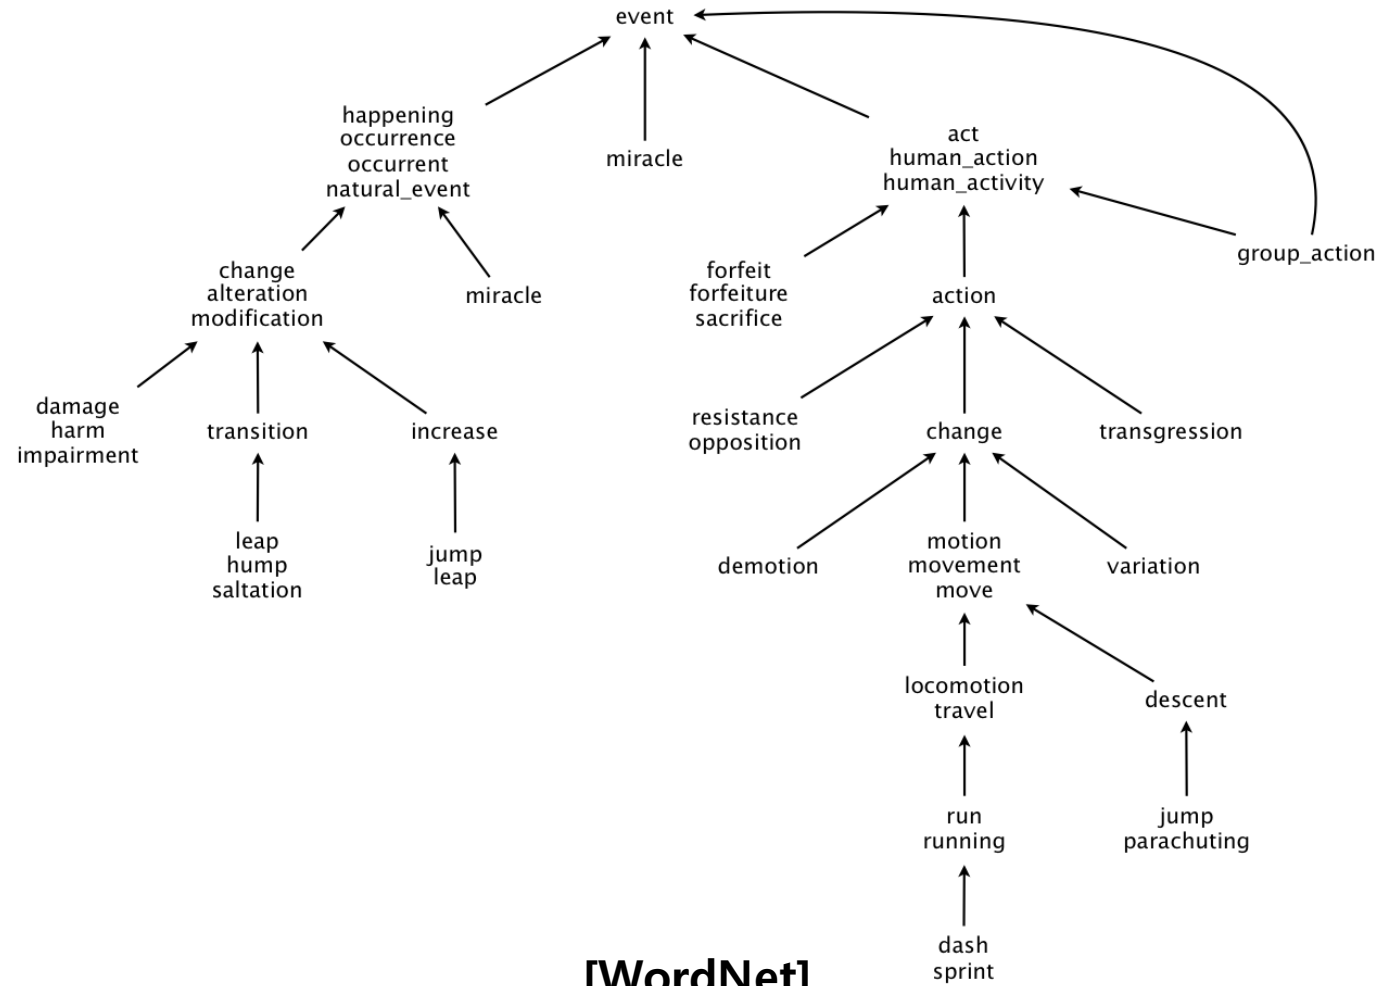 event
happening
occurrence
occurrent
natural_event
miracle
act
human_action
human_activity
group_action
change
alteration
modification
miracle
forfeit
forfeiture
sacrifice
action
damage
harm
impairment
transition
increase
resistance
opposition
change
transgression
leap
hump
saltation
jump
leap
demotion
motion
movement
move
variation
locomotion
travel
descent
run
running
jump
parachuting
dash
sprint
[WordNet]